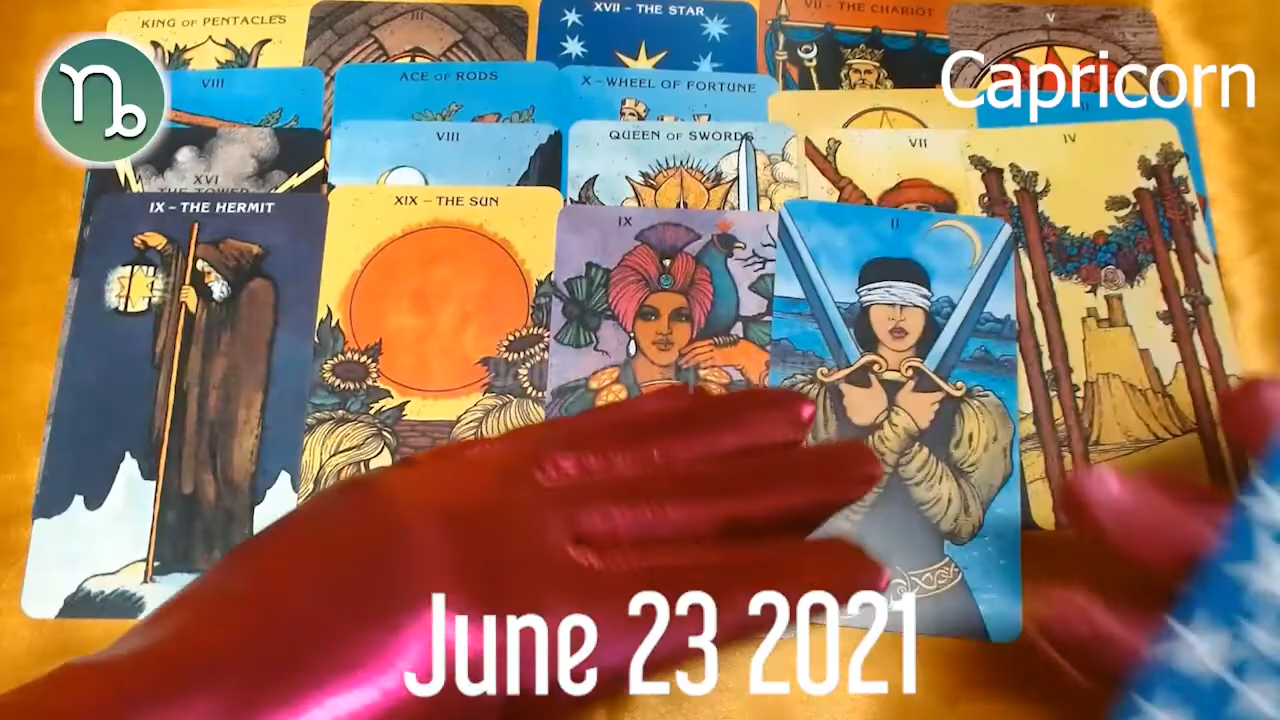 KING OF PENTACLES
III
XVII – THE STAR
VII – THE CHARIOT
V
Capricorn
VIII
ACE OF RODS
X – WHEEL OF FORTUNE
XVI
THE TOWER
VIII
QUEEN OF SWORDS
VII
IV
IX – THE HERMIT
XIX – THE SUN
IX
II
June 23 2021